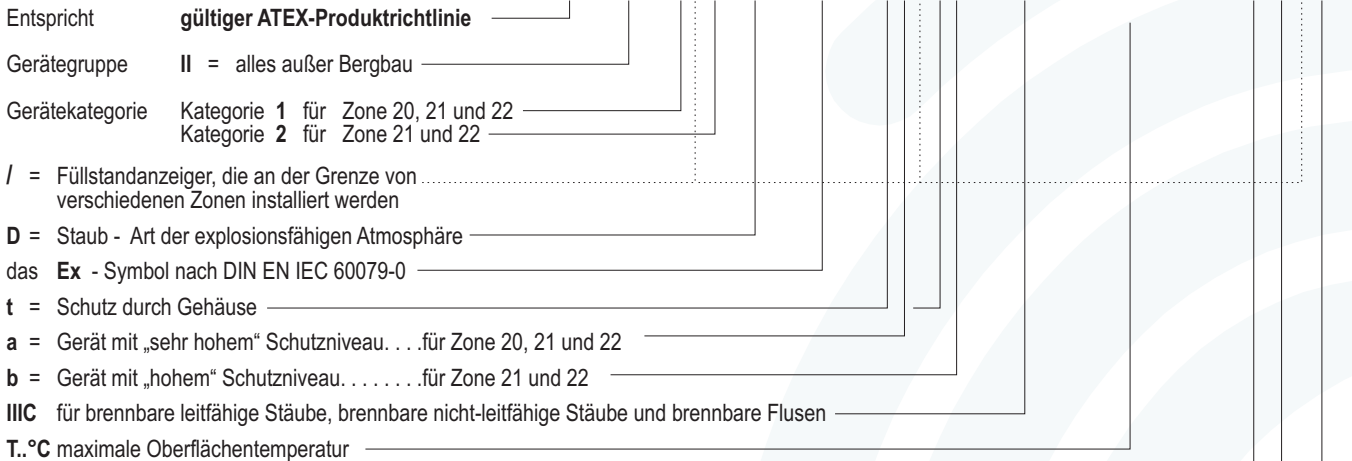 Entspricht gültiger ATEX-Produktrichtlinie
Gerätegruppe II = alles außer Bergbau
Gerätekategorie Kategorie 1 für Zone 20, 21 und 22
Kategorie 2 für Zone 21 und 22
/ = Füllstandanzeiger, die an der Grenze von
verschiedenen Zonen installiert werden
D = Staub - Art der explosionsfähigen Atmosphäre
das Ex - Symbol nach DIN EN IEC 60079-0
t = Schutz durch Gehäuse
a = Gerät mit „sehr hohem“ Schutzniveau. . . .für Zone 20, 21 und 22
b = Gerät mit „hohem“ Schutzniveau. . . . . . . .für Zone 21 und 22
IIIC für brennbare leitfähige Stäube, brennbare nicht-leitfähige Stäube und brennbare Flusen
T..°C maximale Oberflächentemperatur